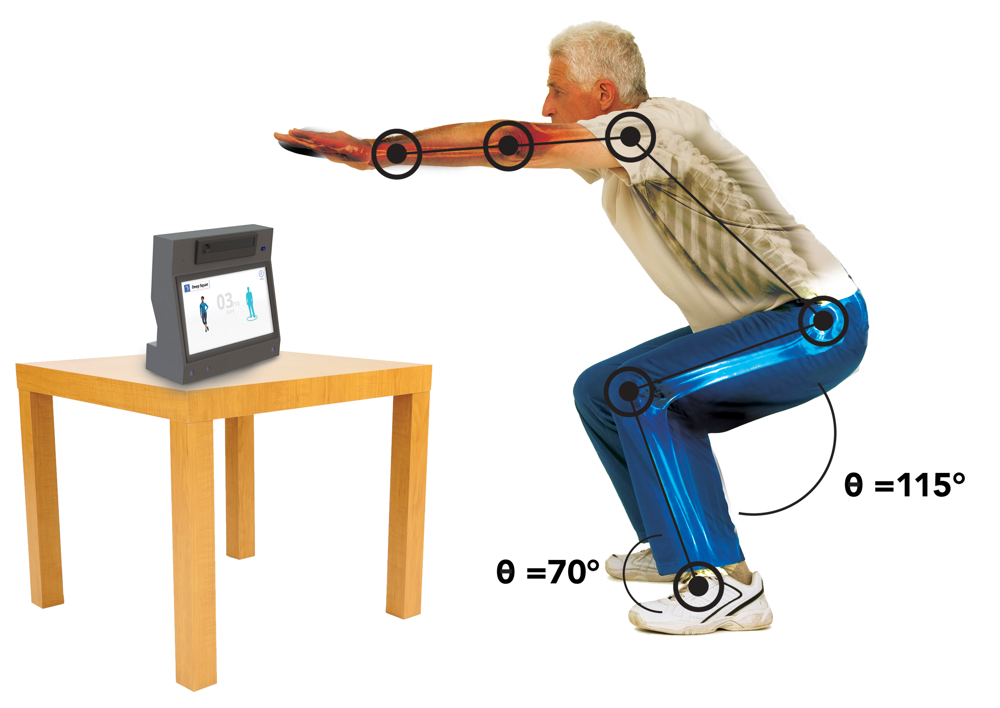 Deep Squat
03/10
REPS
θ =115°
θ =70°